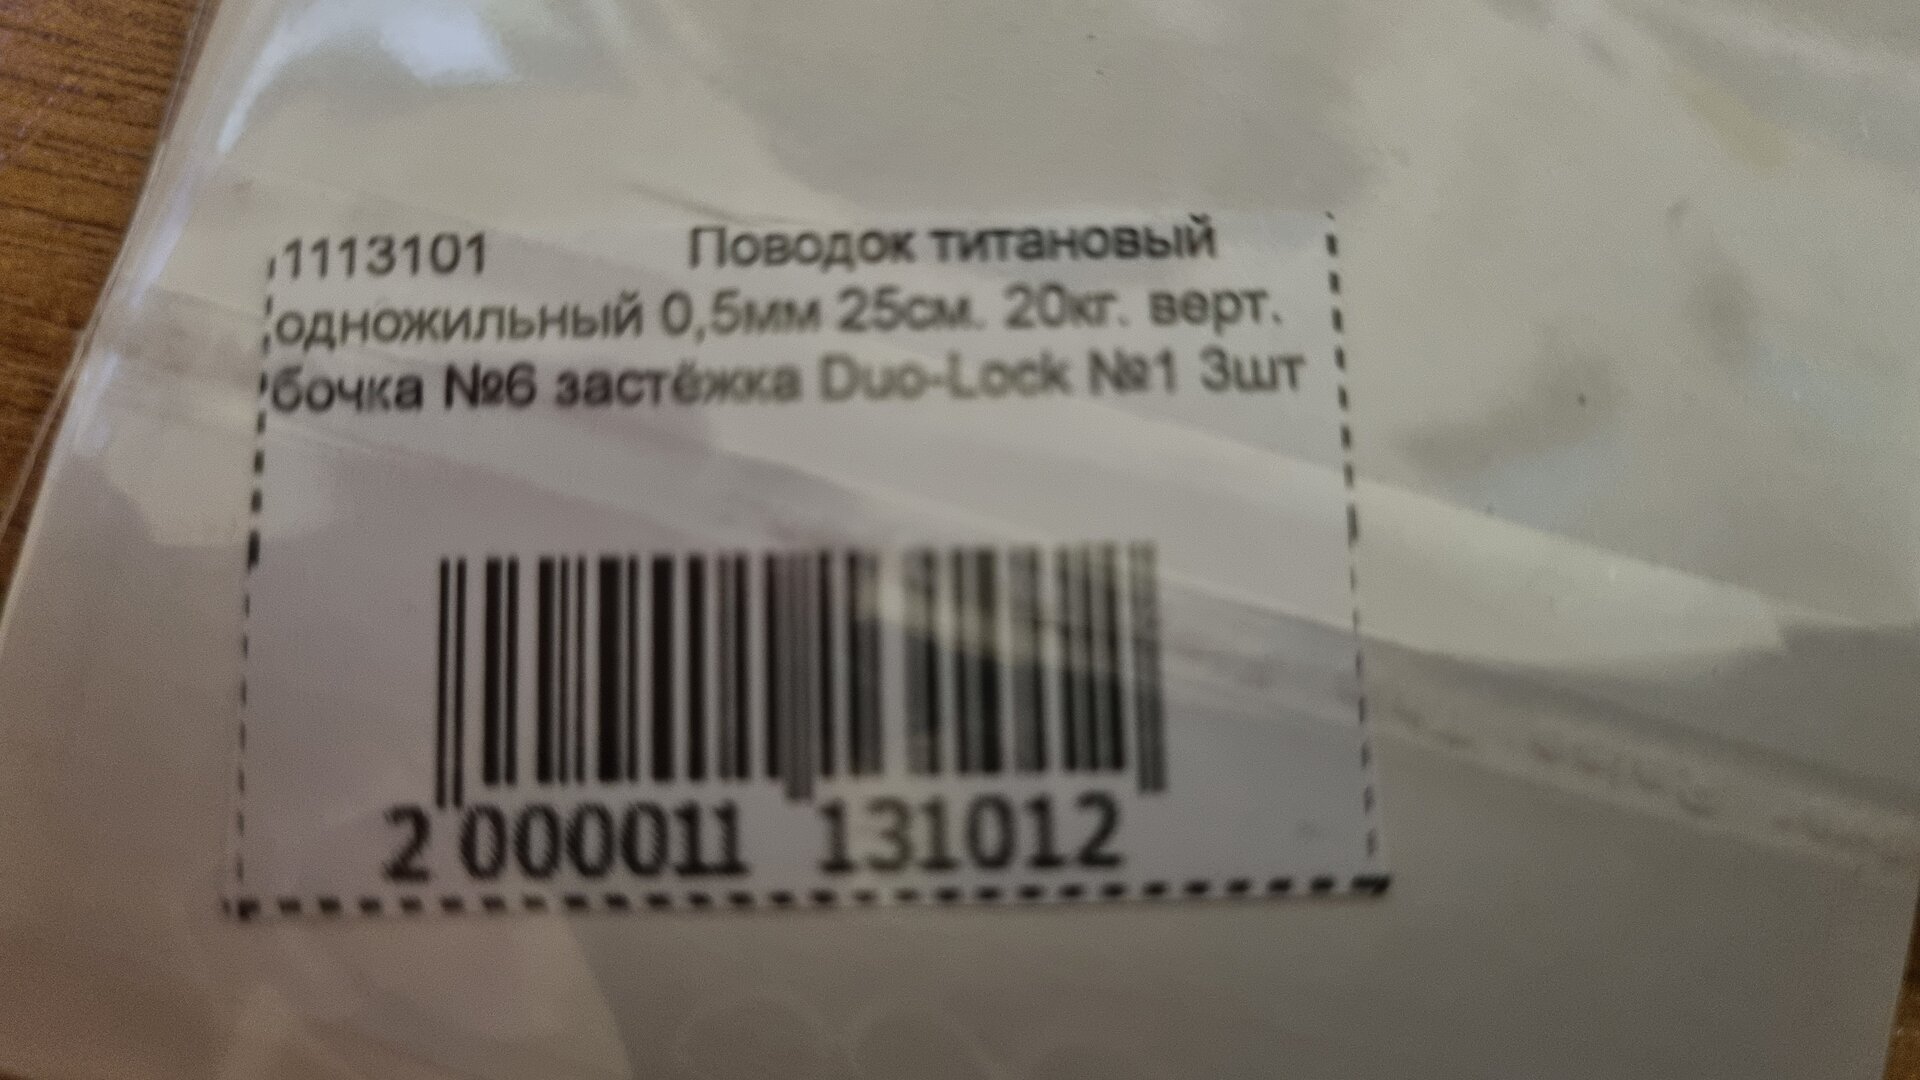 1113101 Поводок титановый
одножильный 0,5мм 25см. 20кг. верт.
бочка №6 застёжка Duo-Lock №1 3шт
2 000011 131012